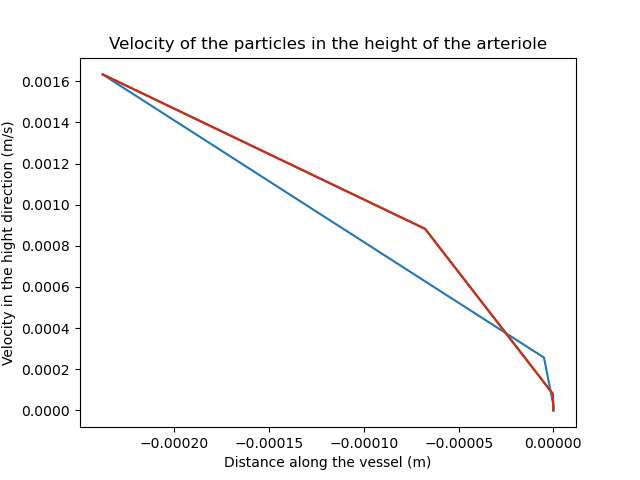 Velocity of the particles in the height of the arteriole
Velocity in the hight direction (m/s)
0.0016
0.0014
0.0012
0.0010
0.0008
0.0006
0.0004
0.0002
0.0000
−0.00020 −0.00015 −0.00010 −0.00005 0.00000
Distance along the vessel (m)